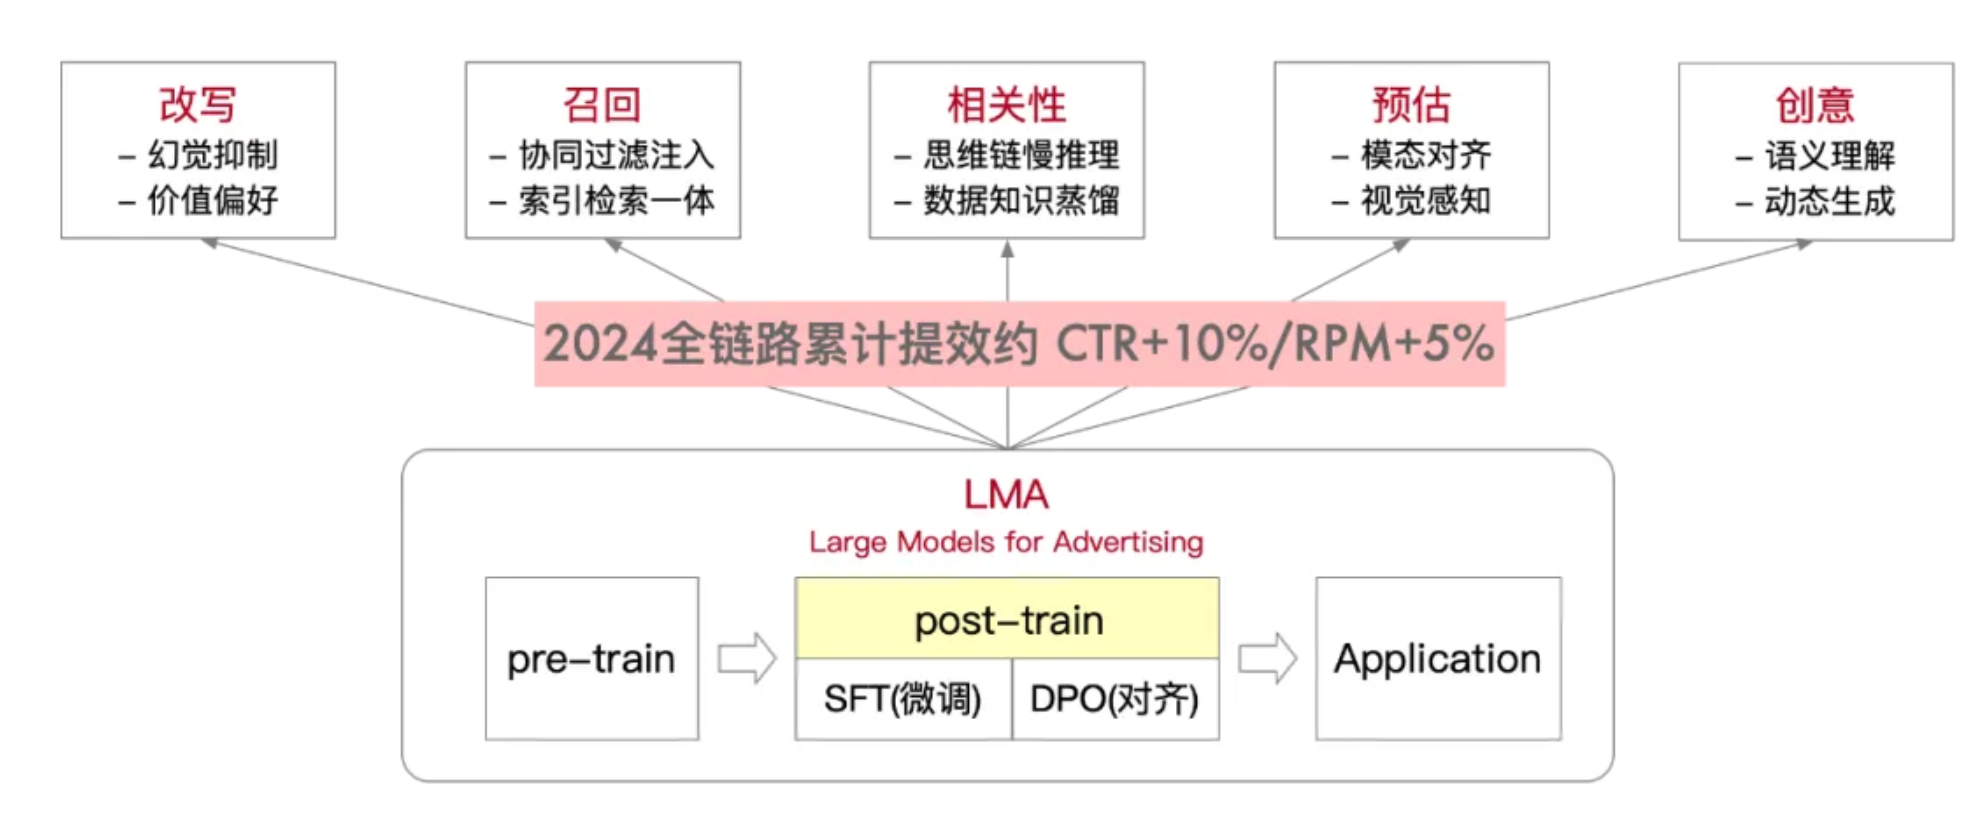 改写
– 幻觉抑制
– 价值偏好
召回
– 协同过滤注入
– 索引检索一体
相关性
– 思维链慢推理
– 数据知识蒸馏
预估
– 模态对齐
– 视觉感知
创意
– 语义理解
– 动态生成
2024全链路累计提效约 CTR+10%/RPM+5%
LMA
Large Models for Advertising
pre–train
post–train
SFT(微调)
DPO(对齐)
Application